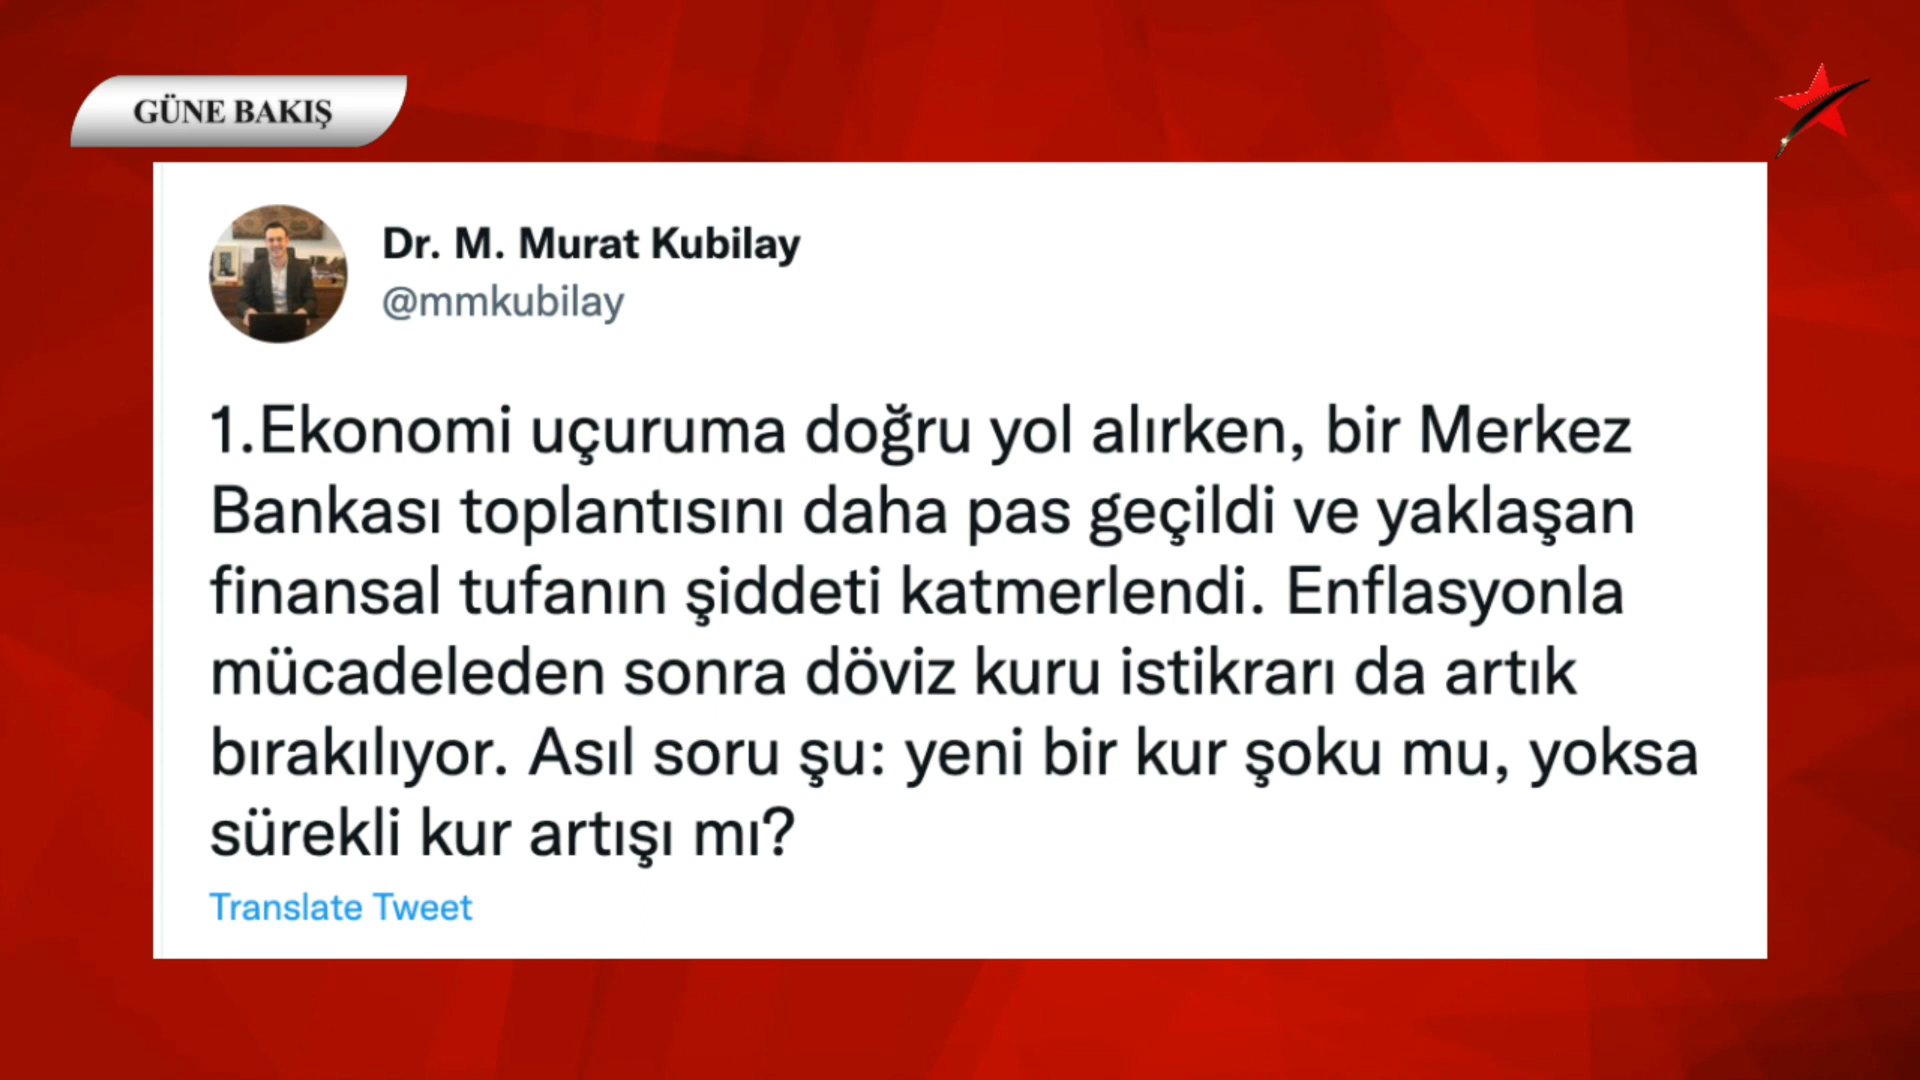 GÜNE BAKIŞ
Dr. M. Murat Kubilay
@mmkubilay
1.Ekonomi uçuruma doğru yol alırken, bir Merkez
Bankası toplantısını daha pas geçildi ve yaklaşan
finansal tufanın şiddeti katmerlendi. Enflasyonla
mücadeleden sonra döviz kuru istikrarı da artık
bırakılıyor. Asıl soru şu: yeni bir kur şoku mu, yoksa
sürekli kur artışı mı?
Translate Tweet